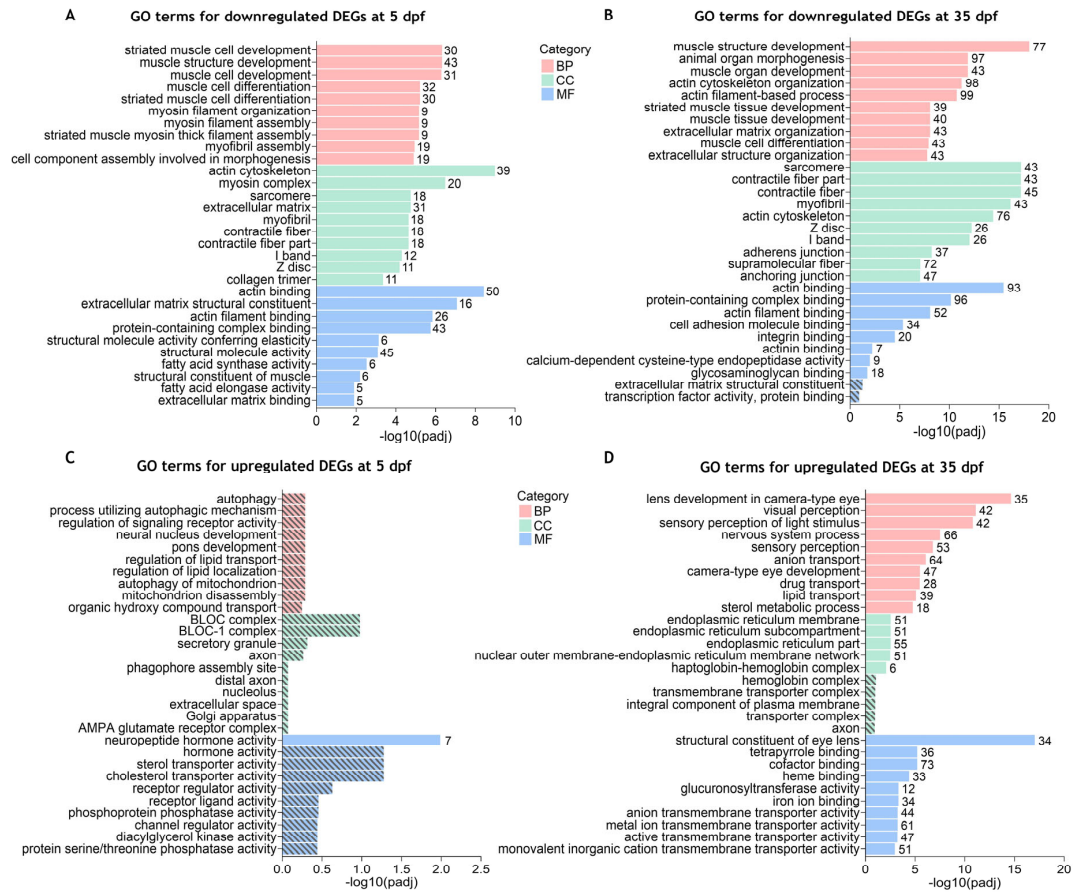 A GO terms for downregulated DEGs at 5 dpf
striated muscle cell development 30
muscle structure development 43
muscle cell development 31
muscle cell differentiation 32
striated muscle cell differentiation 30
myosin filament organization 9
myosin filament assembly 9
striated muscle myosin thick filament assembly 9
myofibril assembly 19
cell component assembly involved in morphogenesis 19
actin cytoskeleton 39
myosin complex 20
sarcomere 18
extracellular matrix 31
myofibril 18
contractile fiber 18
contractile fiber part 18
I band 12
Z disc 11
collagen trimer 11
actin binding 50
extracellular matrix structural constituent 16
actin filament binding 26
protein-containing complex binding 43
structural molecule activity conferring elasticity 6
structural molecule activity 45
fatty acid synthase activity 6
structural constituent of muscle 6
fatty acid elongase activity 5
extracellular matrix binding 5
0 2 4 6 8 10
-log10(padj)
Category
BP
CC
MF
B GO terms for downregulated DEGs at 35 dpf
muscle structure development 77
animal organ morphogenesis 97
muscle organ development 43
actin cytoskeleton organization 98
actin filament-based process 99
striated muscle tissue development 39
muscle tissue development 40
extracellular matrix organization 43
muscle cell differentiation 43
extracellular structure organization 43
sarcomere 43
contractile fiber part 43
contractile fiber 45
myofibril 43
actin cytoskeleton 76
Z disc 26
I band 26
adherens junction 37
supramolecular fiber 72
anchoring junction 47
actin binding 93
protein-containing complex binding 96
actin filament binding 52
cell adhesion molecule binding 34
integrin binding 20
actinin binding 7
calcium-dependent cysteine-type endopeptidase activity 9
glycosaminoglycan binding 18
extracellular matrix structural constituent
transcription factor activity, protein binding
0 5 10 15 20
-log10(padj)
C GO terms for upregulated DEGs at 5 dpf
autophagy
process utilizing autophagic mechanism
regulation of signaling receptor activity
neural nucleus development
pons development
regulation of lipid transport
regulation of lipid localization
autophagy of mitochondrion
mitochondrion disassembly
organic hydroxy compound transport
BLOC complex
BLOC-1 complex
secretory granule
axon
phagophore assembly site
distal axon
nucleolus
extracellular space
Golgi apparatus
AMPA glutamate receptor complex
neuropeptide hormone activity 7
hormone activity
sterol transporter activity
cholesterol transporter activity
receptor regulator activity
receptor ligand activity
phosphoprotein phosphatase activity
channel regulator activity
diacylglycerol kinase activity
protein serine/threonine phosphatase activity
0.0 0.5 1.0 1.5 2.0 2.5
-log10(padj)
Category
BP
CC
MF
D GO terms for upregulated DEGs at 35 dpf
lens development in camera-type eye 35
visual perception 42
sensory perception of light stimulus 42
nervous system process 66
sensory perception 53
anion transport 64
camera-type eye development 47
drug transport 28
lipid transport 39
sterol metabolic process 18
endoplasmic reticulum membrane 51
endoplasmic reticulum subcompartment 51
endoplasmic reticulum part 55
nuclear outer membrane-endoplasmic reticulum membrane network 51
haptoglobin-hemoglobin complex 6
hemoglobin complex
transmembrane transporter complex
integral component of plasma membrane
transporter complex
axon
structural constituent of eye lens 34
tetrapyrrole binding 36
cofactor binding 73
heme binding 33
glucuronosyltransferase activity 12
iron ion binding 34
anion transmembrane transporter activity 44
metal ion transmembrane transporter activity 61
active transmembrane transporter activity 47
monovalent inorganic cation transmembrane transporter activity 51
0 5 10 15 20
-log10(padj)